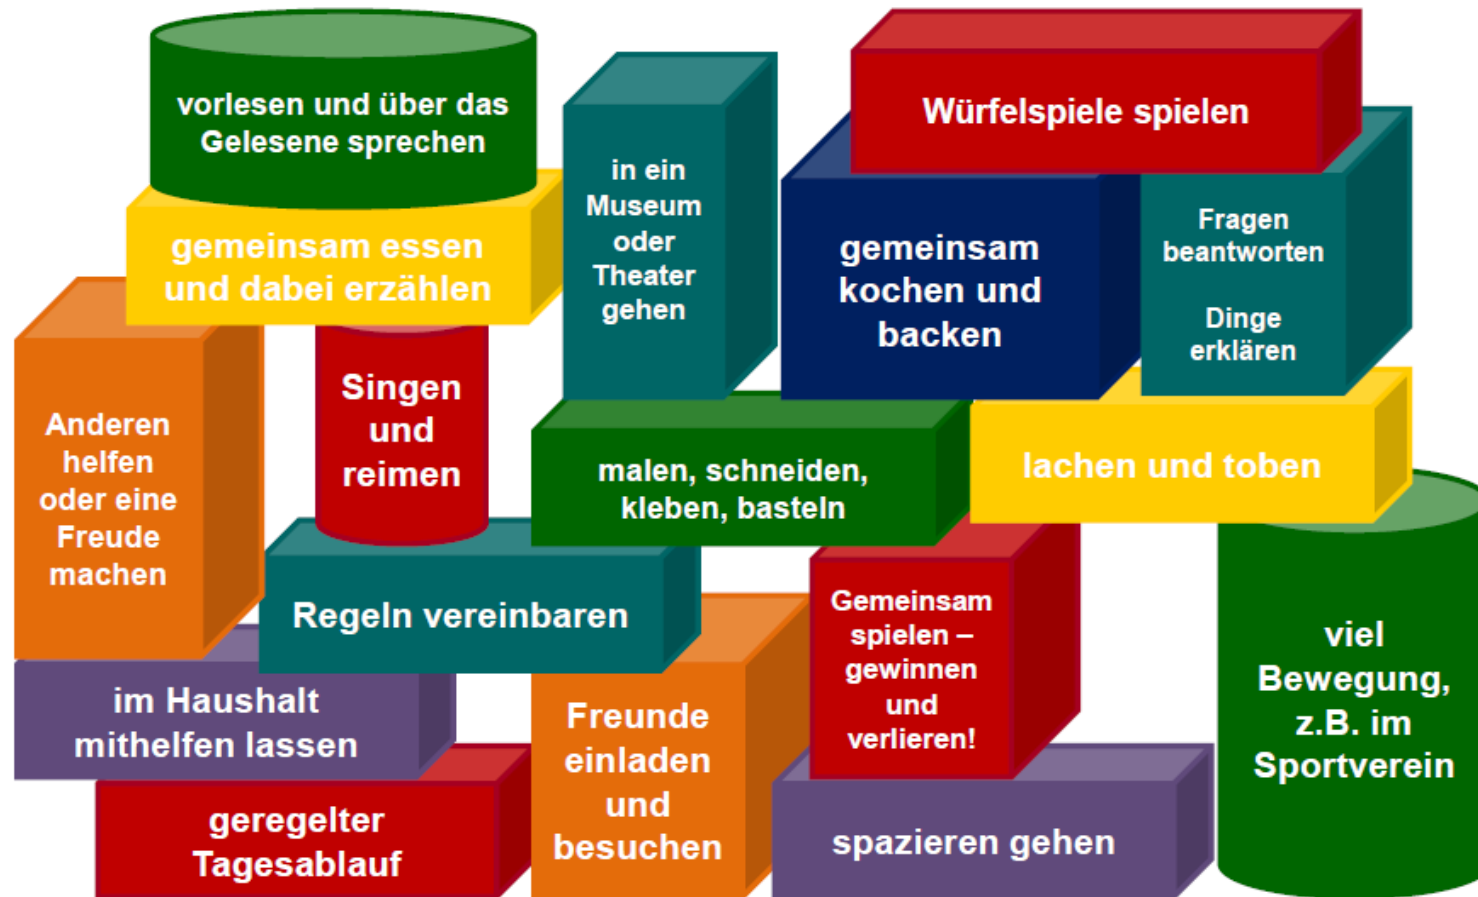 vorlesen und über das
Gelesene sprechen
Würfelspiele spielen
in ein
Museum
oder
Theater
gehen
gemeinsam essen
und dabei erzählen
gemeinsam
kochen und
backen
Fragen
beantworten
Dinge
erklären
Anderen
helfen
oder eine
Freude
machen
Singen
und
reimen
malen, schneiden,
kleben, basteln
lachen und toben
Regeln vereinbaren
Gemeinsam
spielen –
gewinnen
und
verlieren!
viel
Bewegung,
z.B. im
Sportverein
im Haushalt
mithelfen lassen
Freunde
einladen
und
besuchen
geregelter
Tagesablauf
spazieren gehen